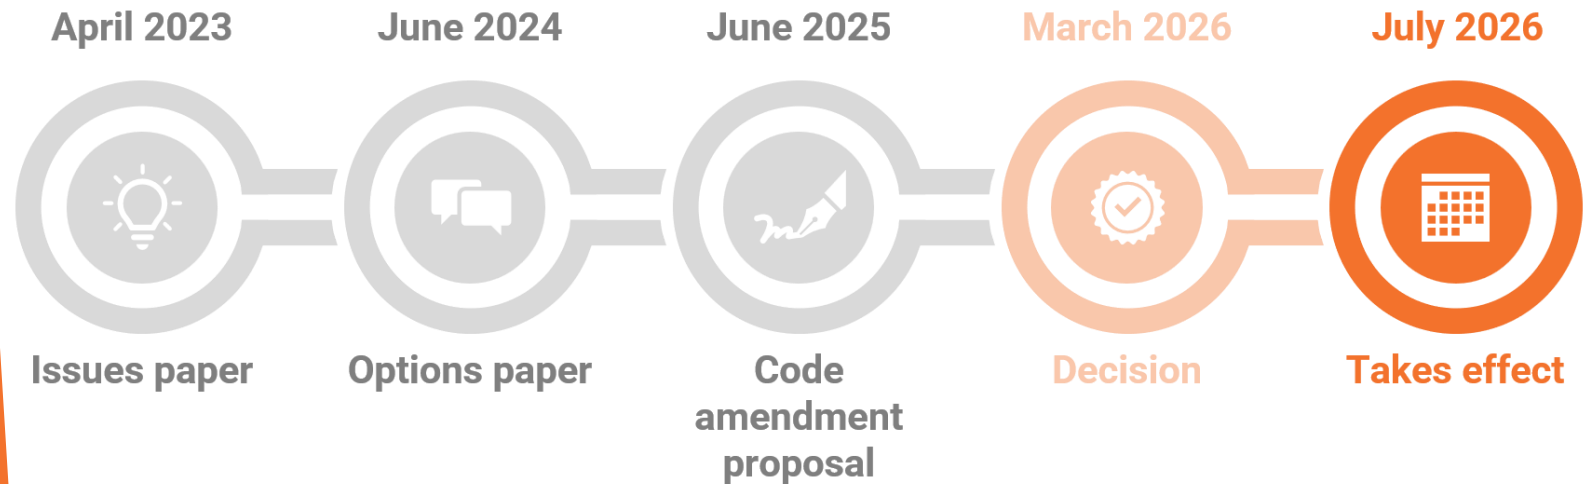 April 2023
June 2024
June 2025
March 2026
July 2026
Issues paper
Options paper
Code
amendment
proposal
Decision
Takes effect